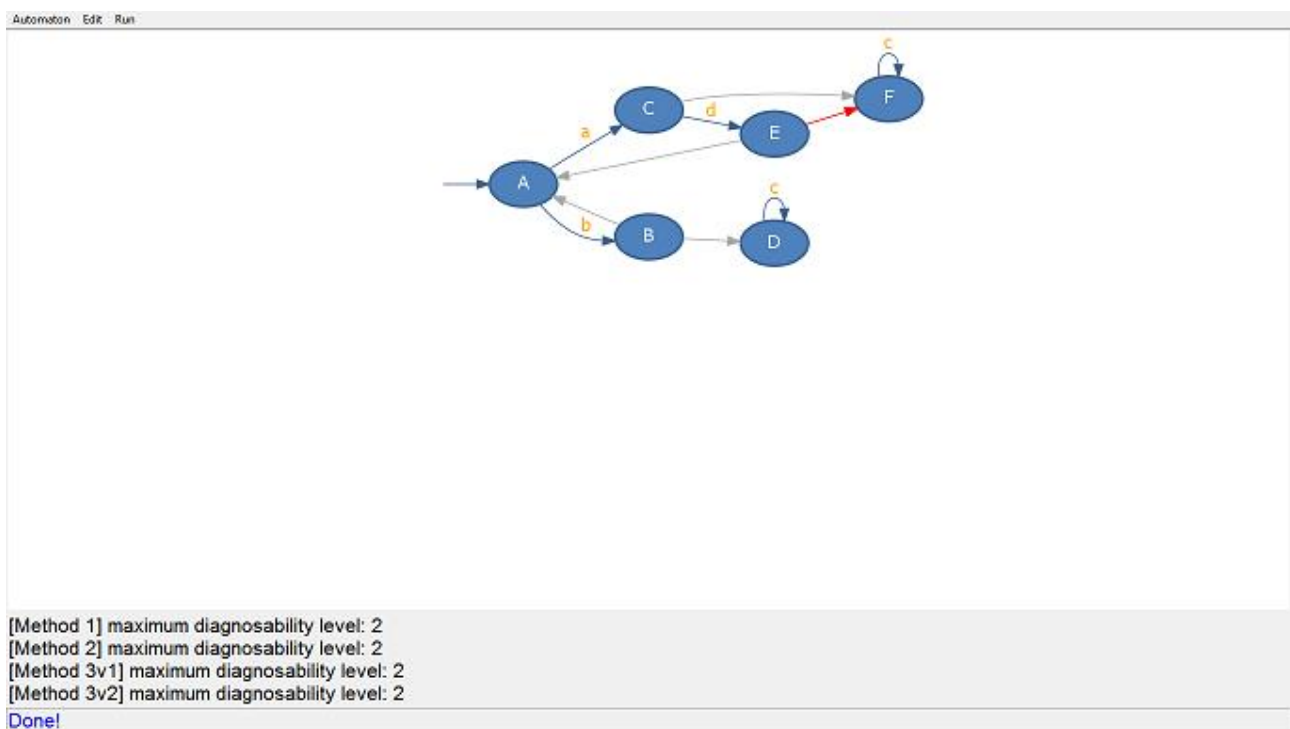 Automaton Edit Run
c
C
d
F
a
E
A
c
b
B
D
[Method 1] maximum diagnosability level: 2
[Method 2] maximum diagnosability level: 2
[Method 3v1] maximum diagnosability level: 2
[Method 3v2] maximum diagnosability level: 2
Done!